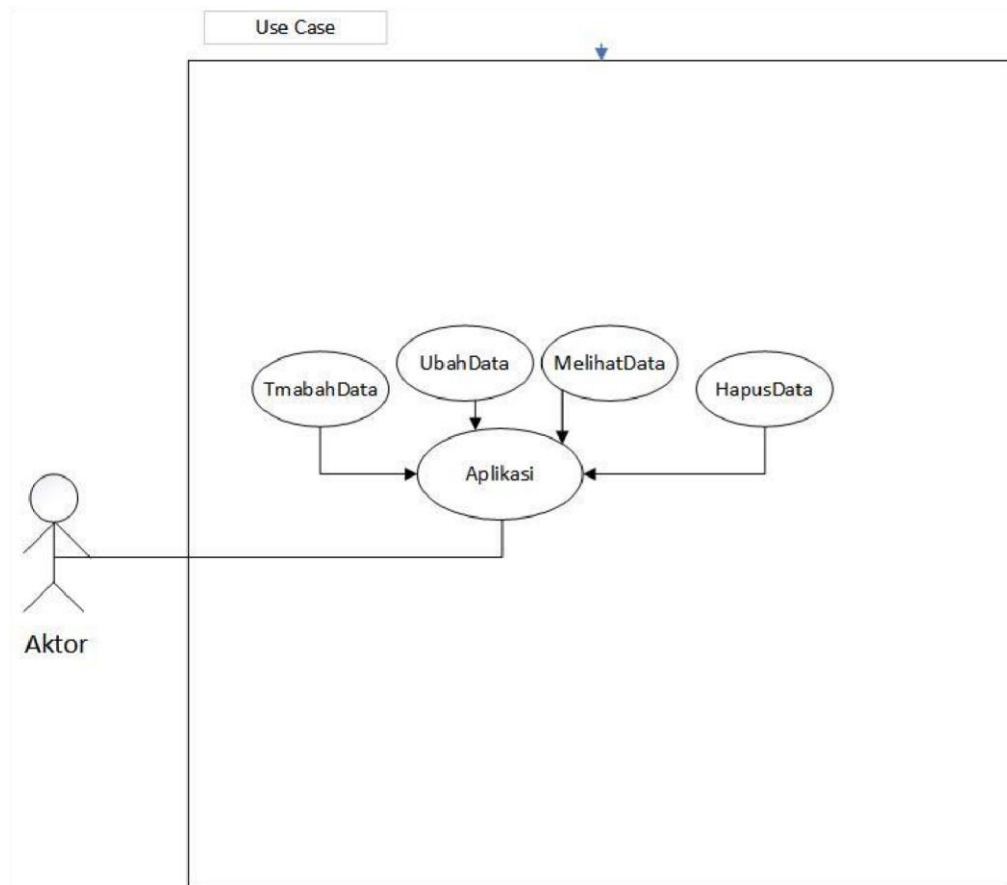 Use Case
UbahData
MelihatData
TmabahData
HapusData
Aplikasi
Aktor